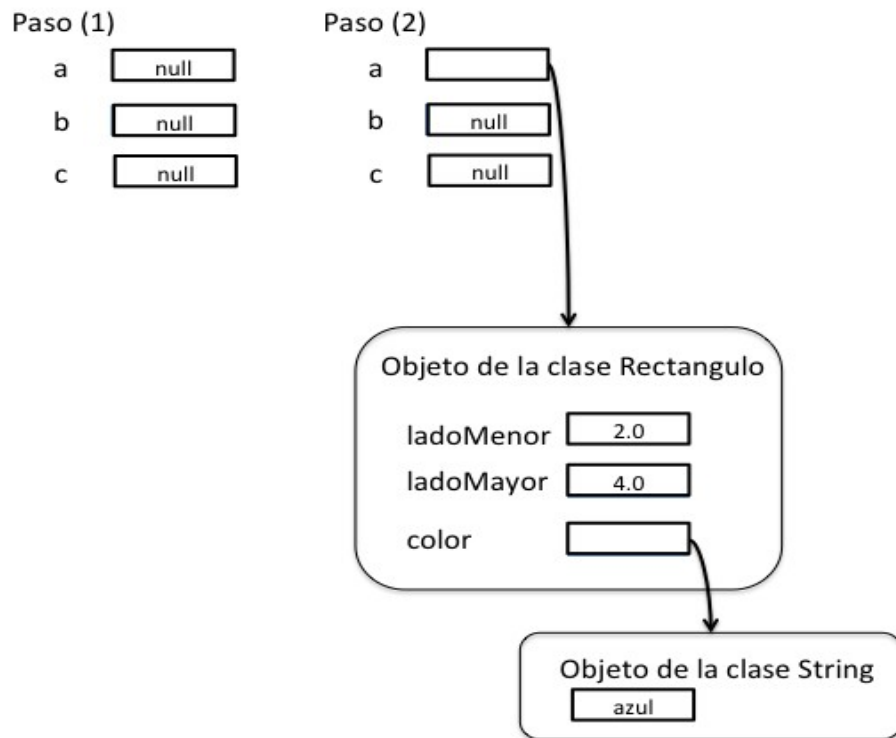 Paso (1)
a null
b null
c null
Paso (2)
a
b null
c null
Objeto de la clase Rectangulo
ladoMenor 2.0
ladoMayor 4.0
color
Objeto de la clase String
azul